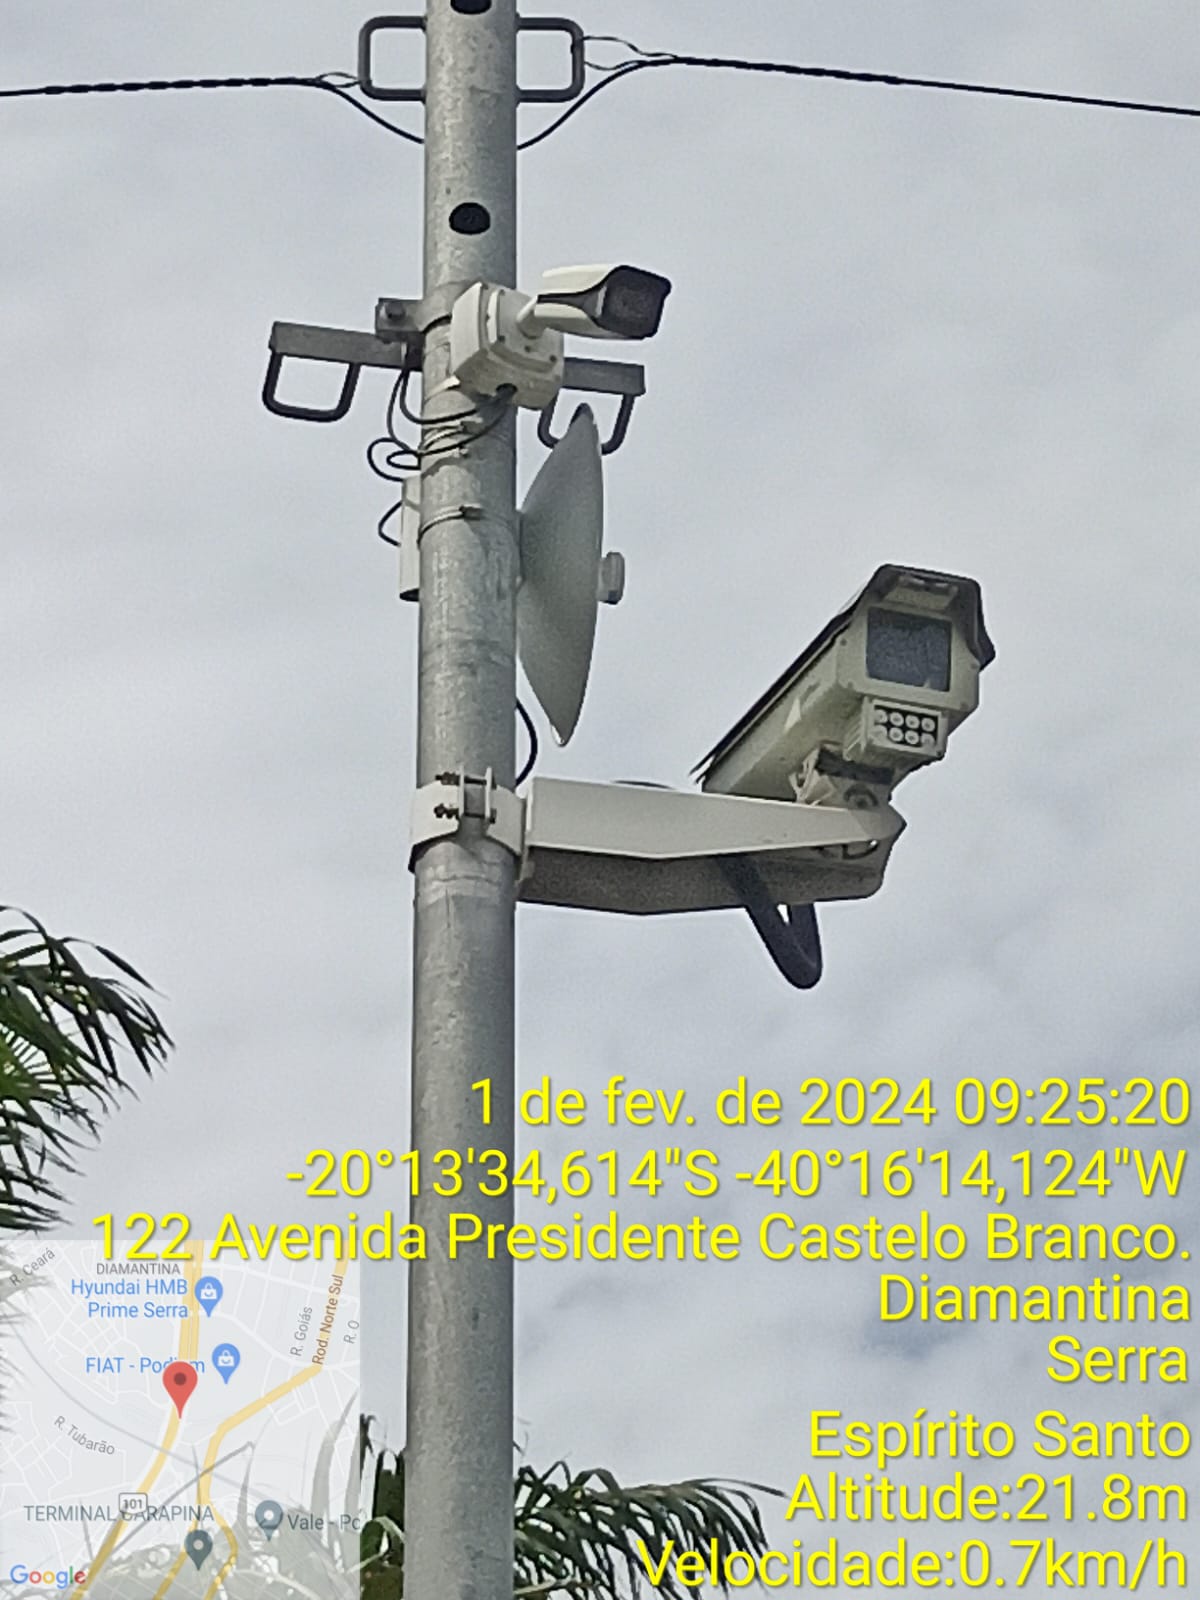 1 de fev. de 2024 09:25:20
-20°13'34,614"S -40°16'14,124"W
122 Avenida Presidente Castelo Branco.
Diamantina
Serra
Espírito Santo
Altitude:21.8m
Velocidade:0.7km/h
R. Ceará
DIAMANTINA
Hyundai HMB
Prime Serra
R. Goiás
Rod. Norte Sul
FIAT -
R. Tubarão
101
TERMINAL CARAPINA
Vale -
Google